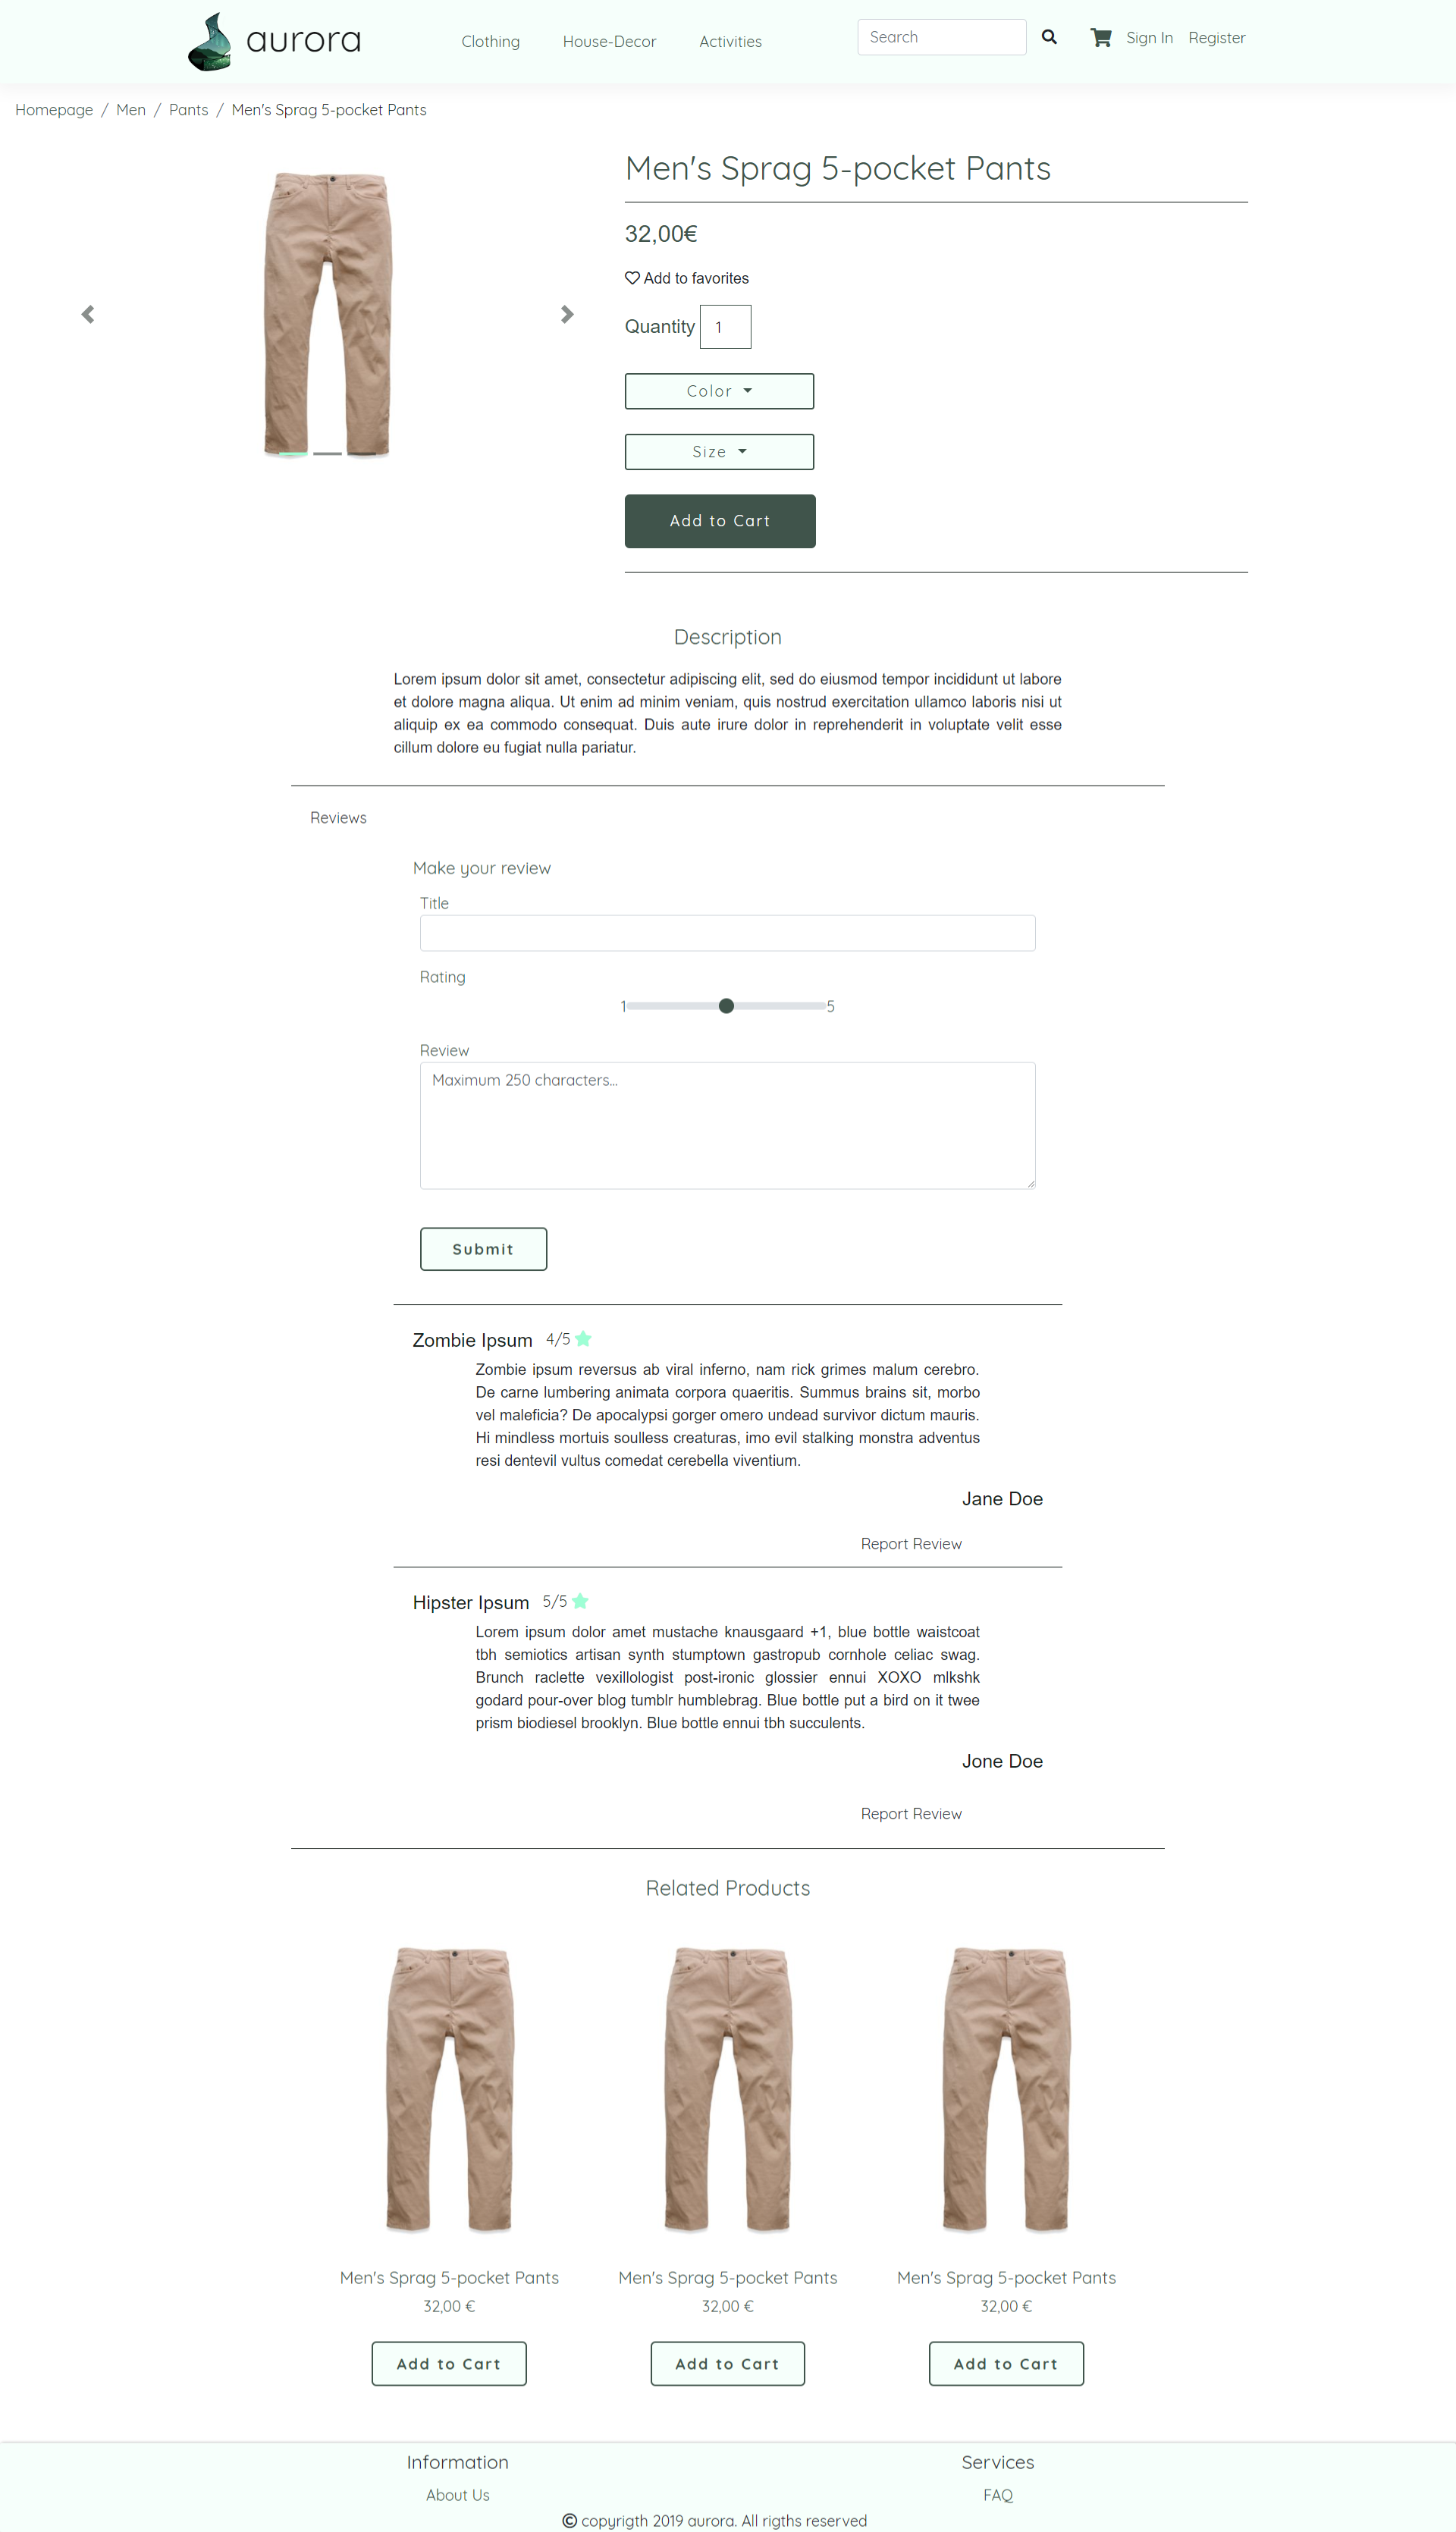 aurora
Clothing House-Decor Activities
Search
Sign In Register
Homepage / Men / Pants / Men's Sprag 5-pocket Pants
Men's Sprag 5-pocket Pants
32,00€
Add to favorites
Quantity 1
Color
Size
Add to Cart
Description
Lorem ipsum dolor sit amet, consectetur adipiscing elit, sed do eiusmod tempor incididunt ut labore
et dolore magna aliqua. Ut enim ad minim veniam, quis nostrud exercitation ullamco laboris nisi ut
aliquip ex ea commodo consequat. Duis aute irure dolor in reprehenderit in voluptate velit esse
cillum dolore eu fugiat nulla pariatur.
Reviews
Make your review
Title
Rating
1 5
Review
Maximum 250 characters...
Submit
Zombie Ipsum 4/5
Zombie ipsum reversus ab viral inferno, nam rick grimes malum cerebro.
De carne lumbering animata corpora quaeritis. Summus brains sit, morbo
vel maleficia? De apocalypsi gorger omero undead survivor dictum mauris.
Hi mindless mortuis soulless creaturas, imo evil stalking monstra adventus
resi dentevil vultus comedat cerebella viventium.
Jane Doe
Report Review
Hipster Ipsum 5/5
Lorem ipsum dolor amet mustache knausgaard +1, blue bottle waistcoat
tbh semiotics artisan synth stumptown gastropub cornhole celiac swag.
Brunch raclette vexillologist post-ironic glossier ennui XOXO mlkshk
godard pour-over blog tumblr humblebrag. Blue bottle put a bird on it twee
prism biodiesel brooklyn. Blue bottle ennui tbh succulents.
Jone Doe
Report Review
Related Products
Men's Sprag 5-pocket Pants Men's Sprag 5-pocket Pants Men's Sprag 5-pocket Pants
32,00 € 32,00 € 32,00 €
Add to Cart Add to Cart Add to Cart
Information Services
About Us FAQ
© copyrigth 2019 aurora. All rigths reserved